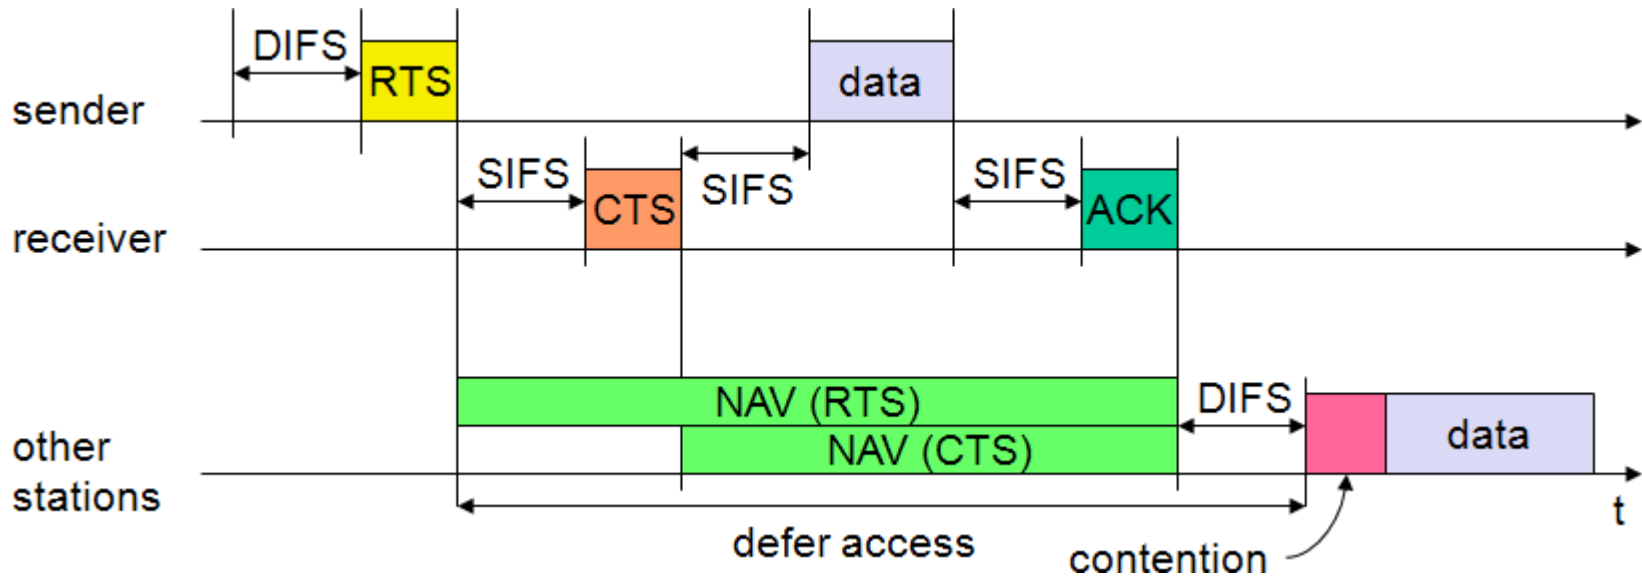 DIFS
RTS
data
sender
SIFS
CTS
SIFS
SIFS
ACK
receiver
NAV (RTS)
DIFS
NAV (CTS)
data
other
stations
t
defer access
contention